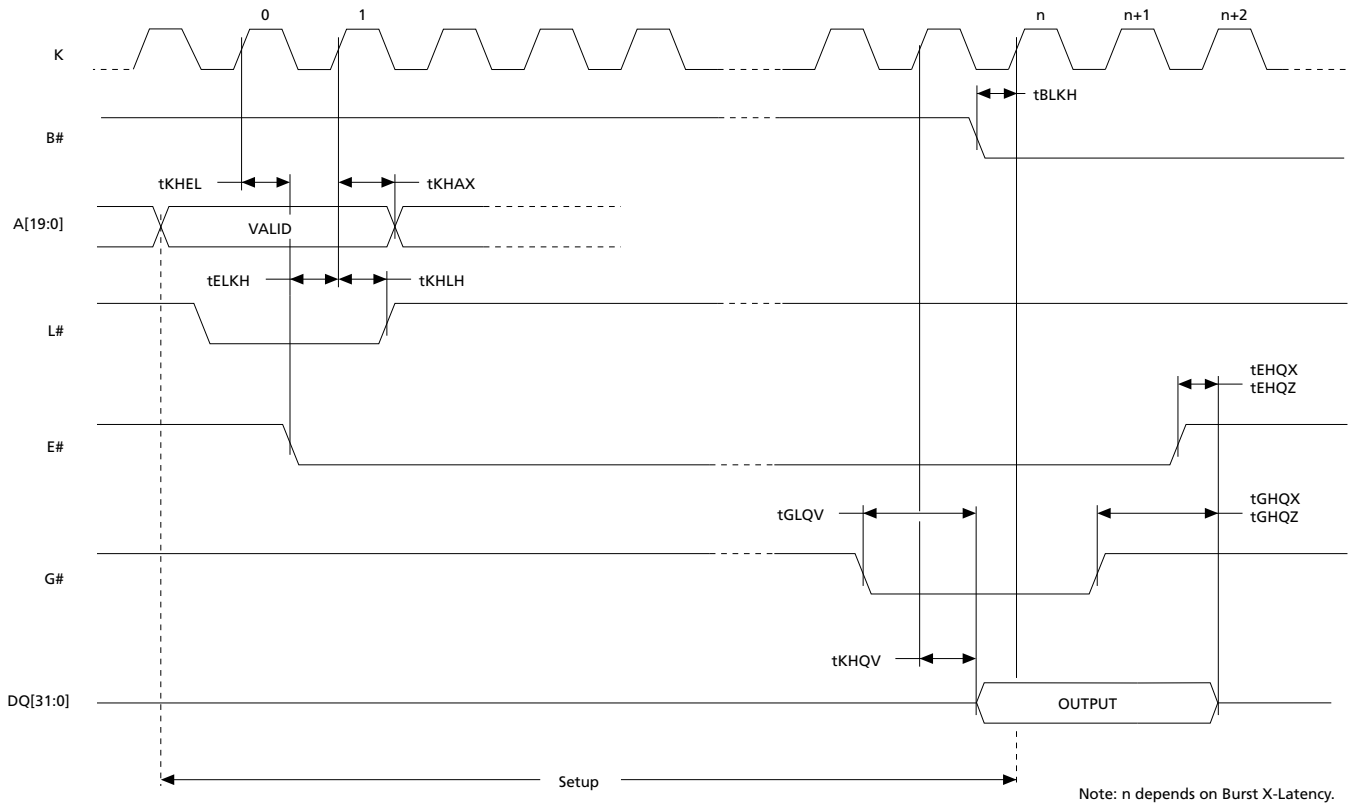 0 1 n n+1 n+2
K
tBLKH
B#
tKHEL tKHAX
A[19:0] VALID
tELKH tKHLH
L#
tEHQX
tEHQZ
E#
tGLQV tGHQX
tGHQZ
G#
tKHQV
DQ[31:0] OUTPUT
Setup
Note: n depends on Burst X-Latency.